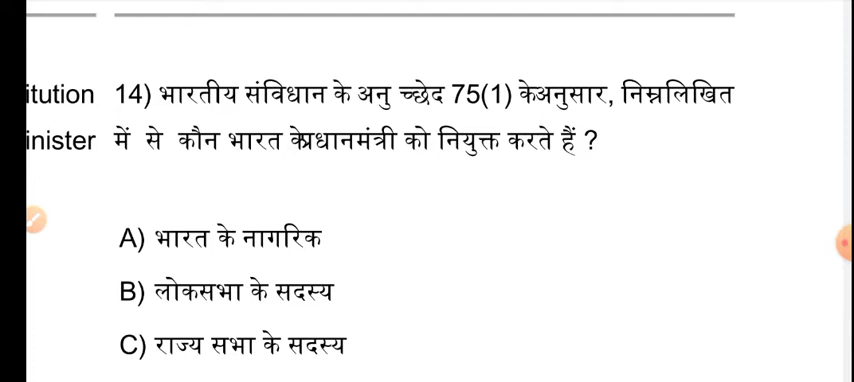 itution 14) भारतीय संविधान के अनु च्छेद 75(1) केअनुसार, निम्नलिखित
inister में से कौन भारत केप्रधानमंत्री को नियुक्त करते हैं ?
A) भारत के नागरिक
B) लोकसभा के सदस्य
C) राज्य सभा के सदस्य